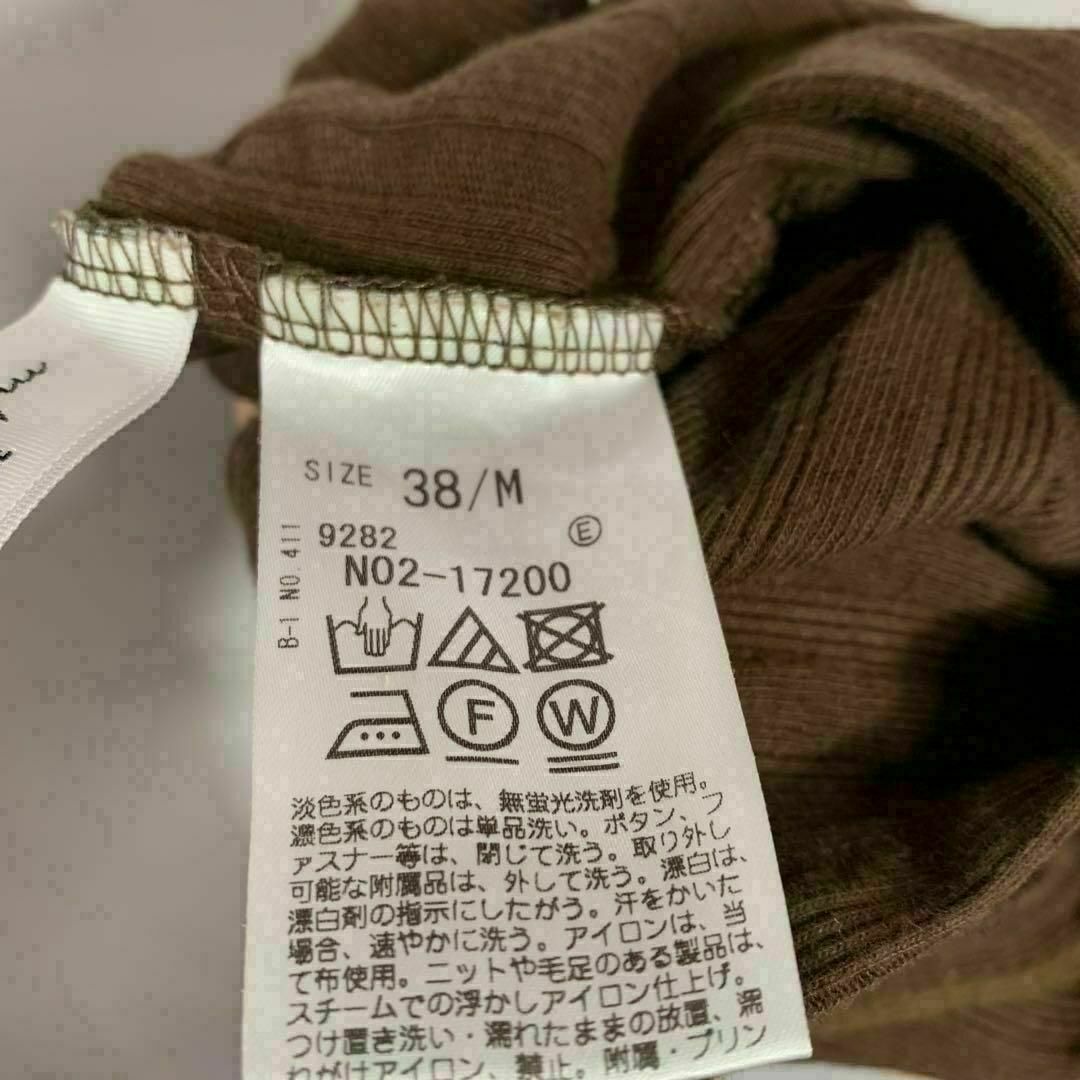 SIZE 38/M
9282 Ⓔ
N02-17200
B-1 NO.411
F W
淡色系のものは、無蛍光洗剤を使用。
濃色系のものは単品洗い。ボタン、フ
ァスナー等は、閉じて洗う。取り外し
可能な附属品は、外して洗う。漂白は、
漂白剤の指示にしたがう。汗をかいた
場合、速やかに洗う。アイロンは、当
て布使用。ニットや毛足のある製品は、
スチームでの浮かしアイロン仕上げ。
つけ置き洗い・濡れたままの放置、濡
れがけアイロン、禁止。附属・プリン